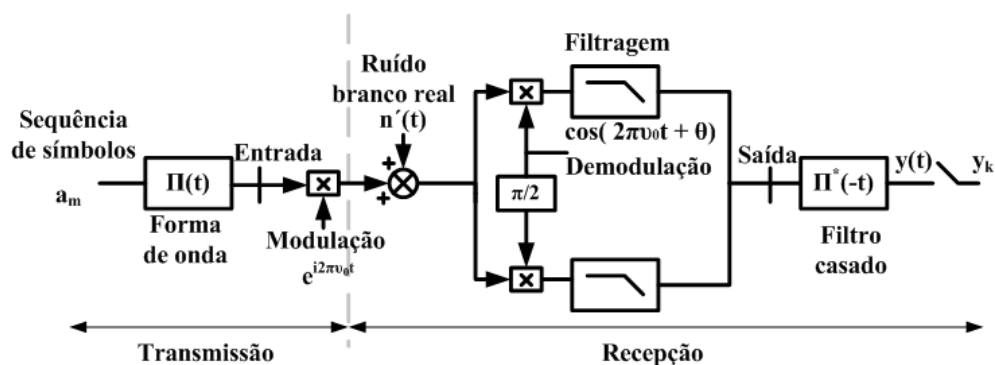 Sequência
de símbolos
a_m
Π(t)
Forma
de onda
Entrada
x
Modulação
e^{i2πυ₀t}
Ruído
branco real
n´(t)
+
+
x
x
π/2
Filtragem
cos( 2πυ₀t + θ)
Demodulação
x
Saída
Π*(-t)
Filtro
casado
y(t)
y_k
Transmissão
Recepção